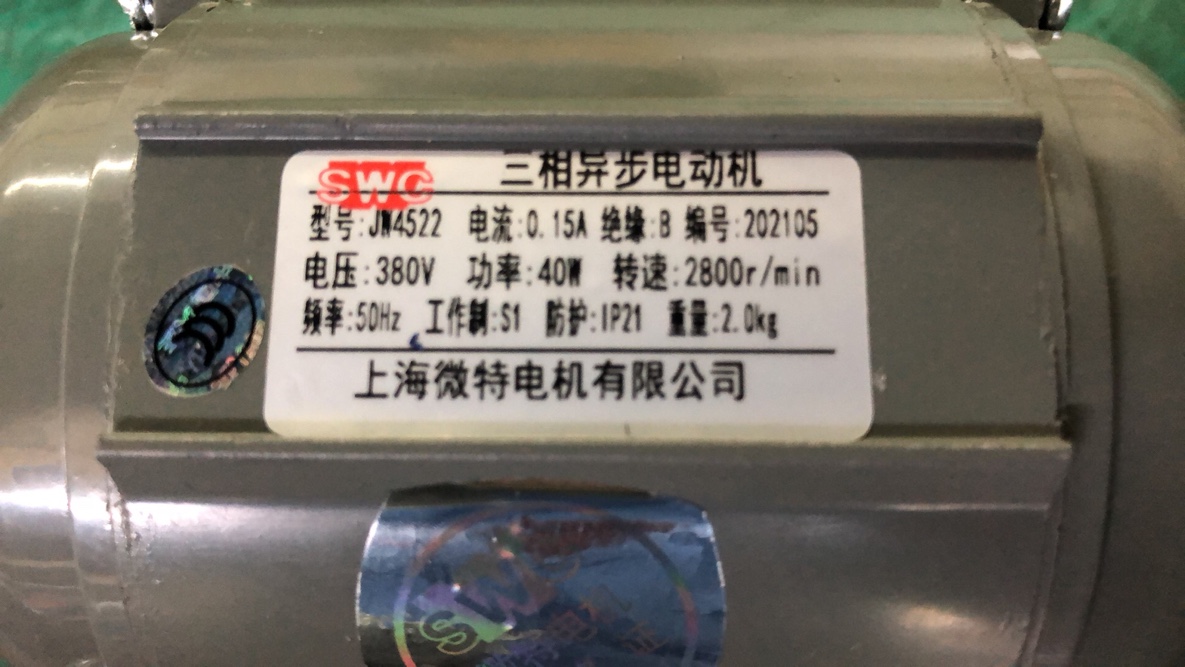 SWC 三相异步电动机
型号:JW4522 电流:0.15A 绝缘:B 编号:202105
电压:380V 功率:40W 转速:2800r/min
频率:50Hz 工作制:S1 防护:IP21 重量:2.0kg
上海微特电机有限公司
SW